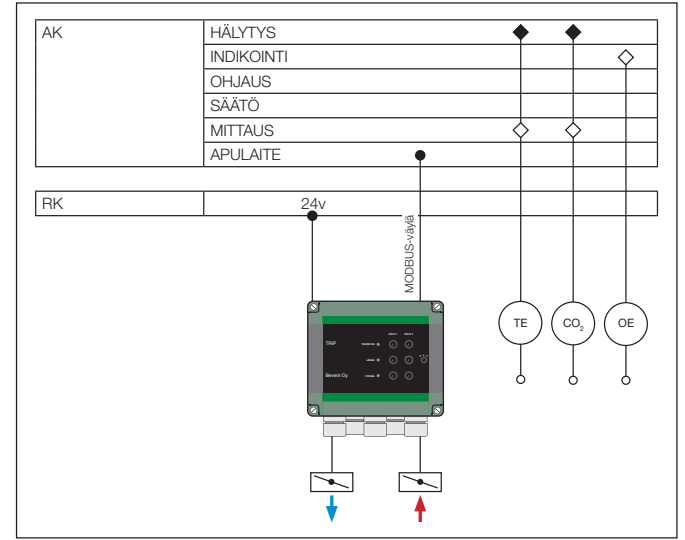 AK
HÄLYTYS
INDIKOINTI
OHJAUS
SÄÄTÖ
MITTAUS
APULAITE
RK
24v
MODBUS-väylä
TE
CO₂
OE
TRIP
Bevent Oy